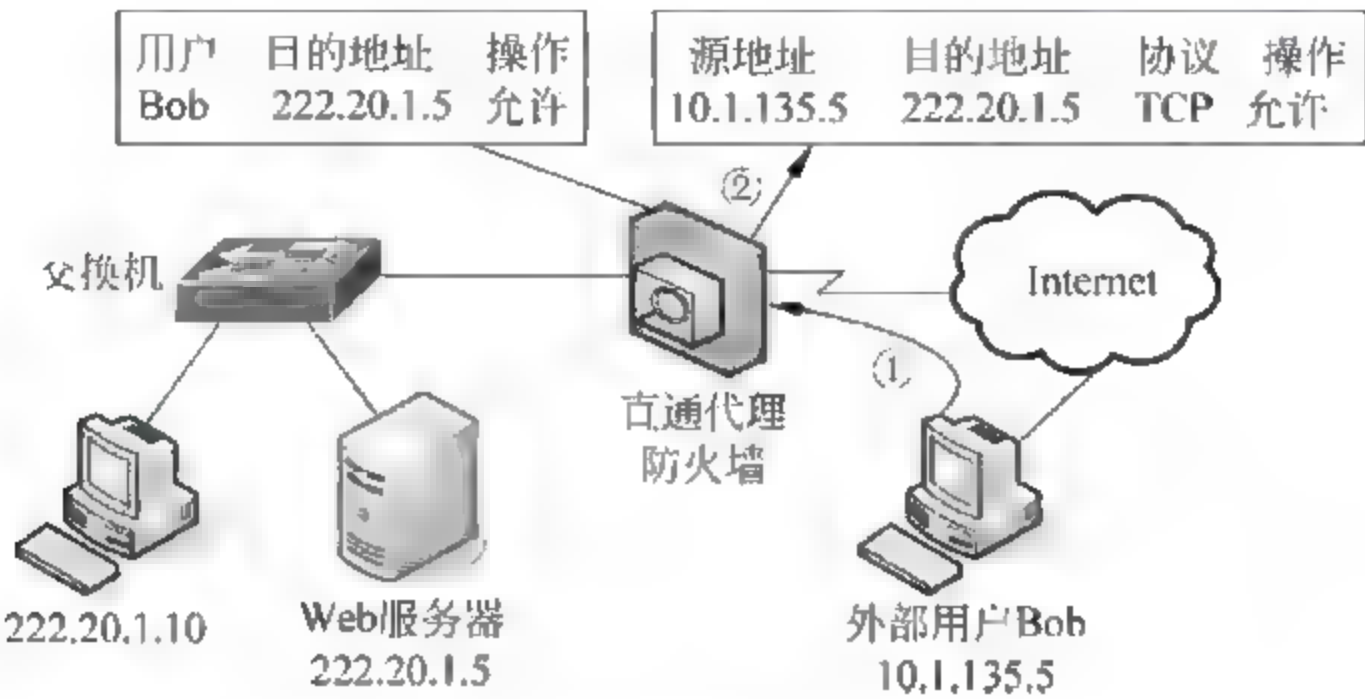 用户 目的地址 操作
Bob 222.20.1.5 允许
源地址 目的地址 协议 操作
10.1.135.5 222.20.1.5 TCP 允许
②
交换机
Internet
①
直通代理
防火墙
222.20.1.10
Web服务器
222.20.1.5
外部用户Bob
10.1.135.5